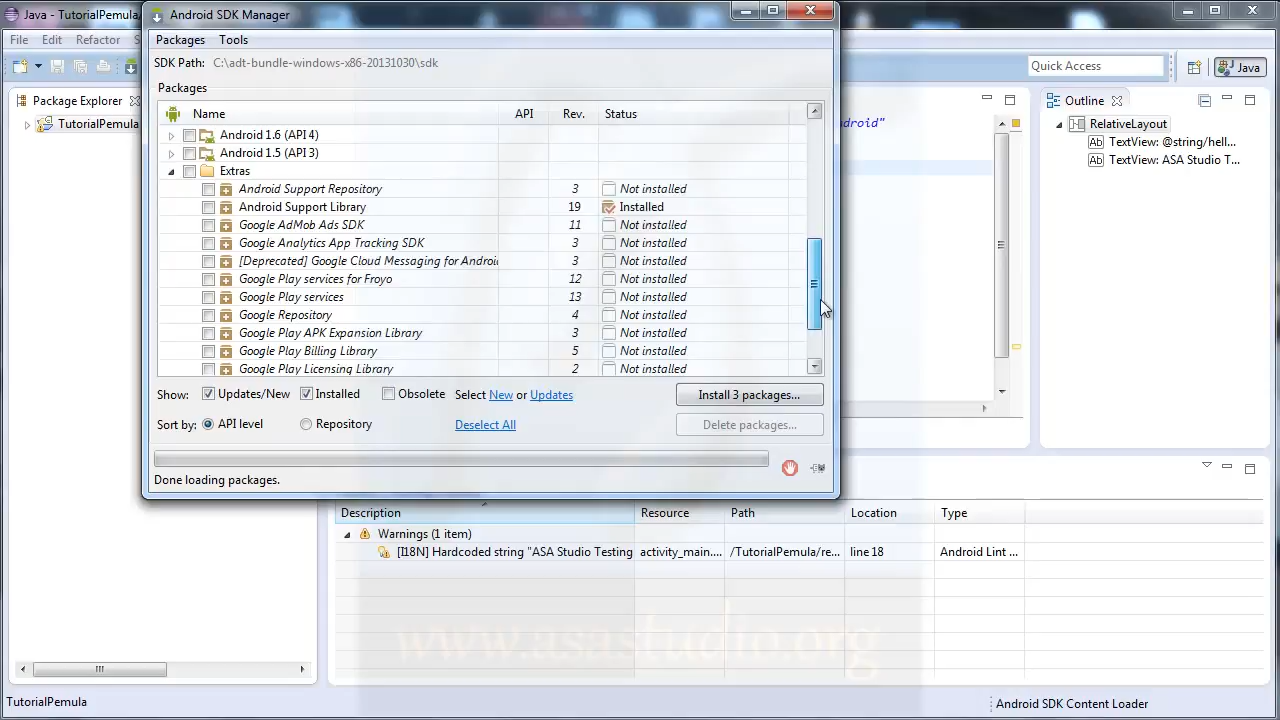 Java - TutorialPemula/
Android SDK Manager
File Edit Refactor
Packages Tools
SDK Path: C:\adt-bundle-windows-x86-20131030\sdk
Quick Access
Java
Packages
Package Explorer
Outline
Name API Rev. Status
TutorialPemula
RelativeLayout
Android 1.6 (API 4)
TextView: @string/hell...
Android 1.5 (API 3)
TextView: ASA Studio T...
Extras
Android Support Repository 3 Not installed
Android Support Library 19 Installed
Google AdMob Ads SDK 11 Not installed
Google Analytics App Tracking SDK 3 Not installed
[Deprecated] Google Cloud Messaging for Android 3 Not installed
Google Play services for Froyo 12 Not installed
Google Play services 13 Not installed
Google Repository 4 Not installed
Google Play APK Expansion Library 3 Not installed
Google Play Billing Library 5 Not installed
Google Play Licensing Library 2 Not installed
Show: Updates/New Installed Obsolete Select New or Updates Install 3 packages...
Sort by: API level Repository Deselect All Delete packages...
Done loading packages.
Description Resource Path Location Type
Warnings (1 item)
[I18N] Hardcoded string "ASA Studio Testing activity_main.... /TutorialPemula/re... line 18 Android Lint ...
www.asastudio.org
TutorialPemula
Android SDK Content Loader